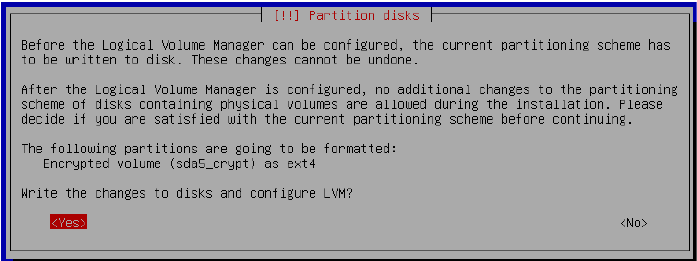 [!!] Partition disks
Before the Logical Volume Manager can be configured, the current partitioning scheme has
to be written to disk. These changes cannot be undone.
After the Logical Volume Manager is configured, no additional changes to the partitioning
scheme of disks containing physical volumes are allowed during the installation. Please
decide if you are satisfied with the current partitioning scheme before continuing.
The following partitions are going to be formatted:
Encrypted volume (sda5_crypt) as ext4
Write the changes to disks and configure LVM?
<Yes> <No>